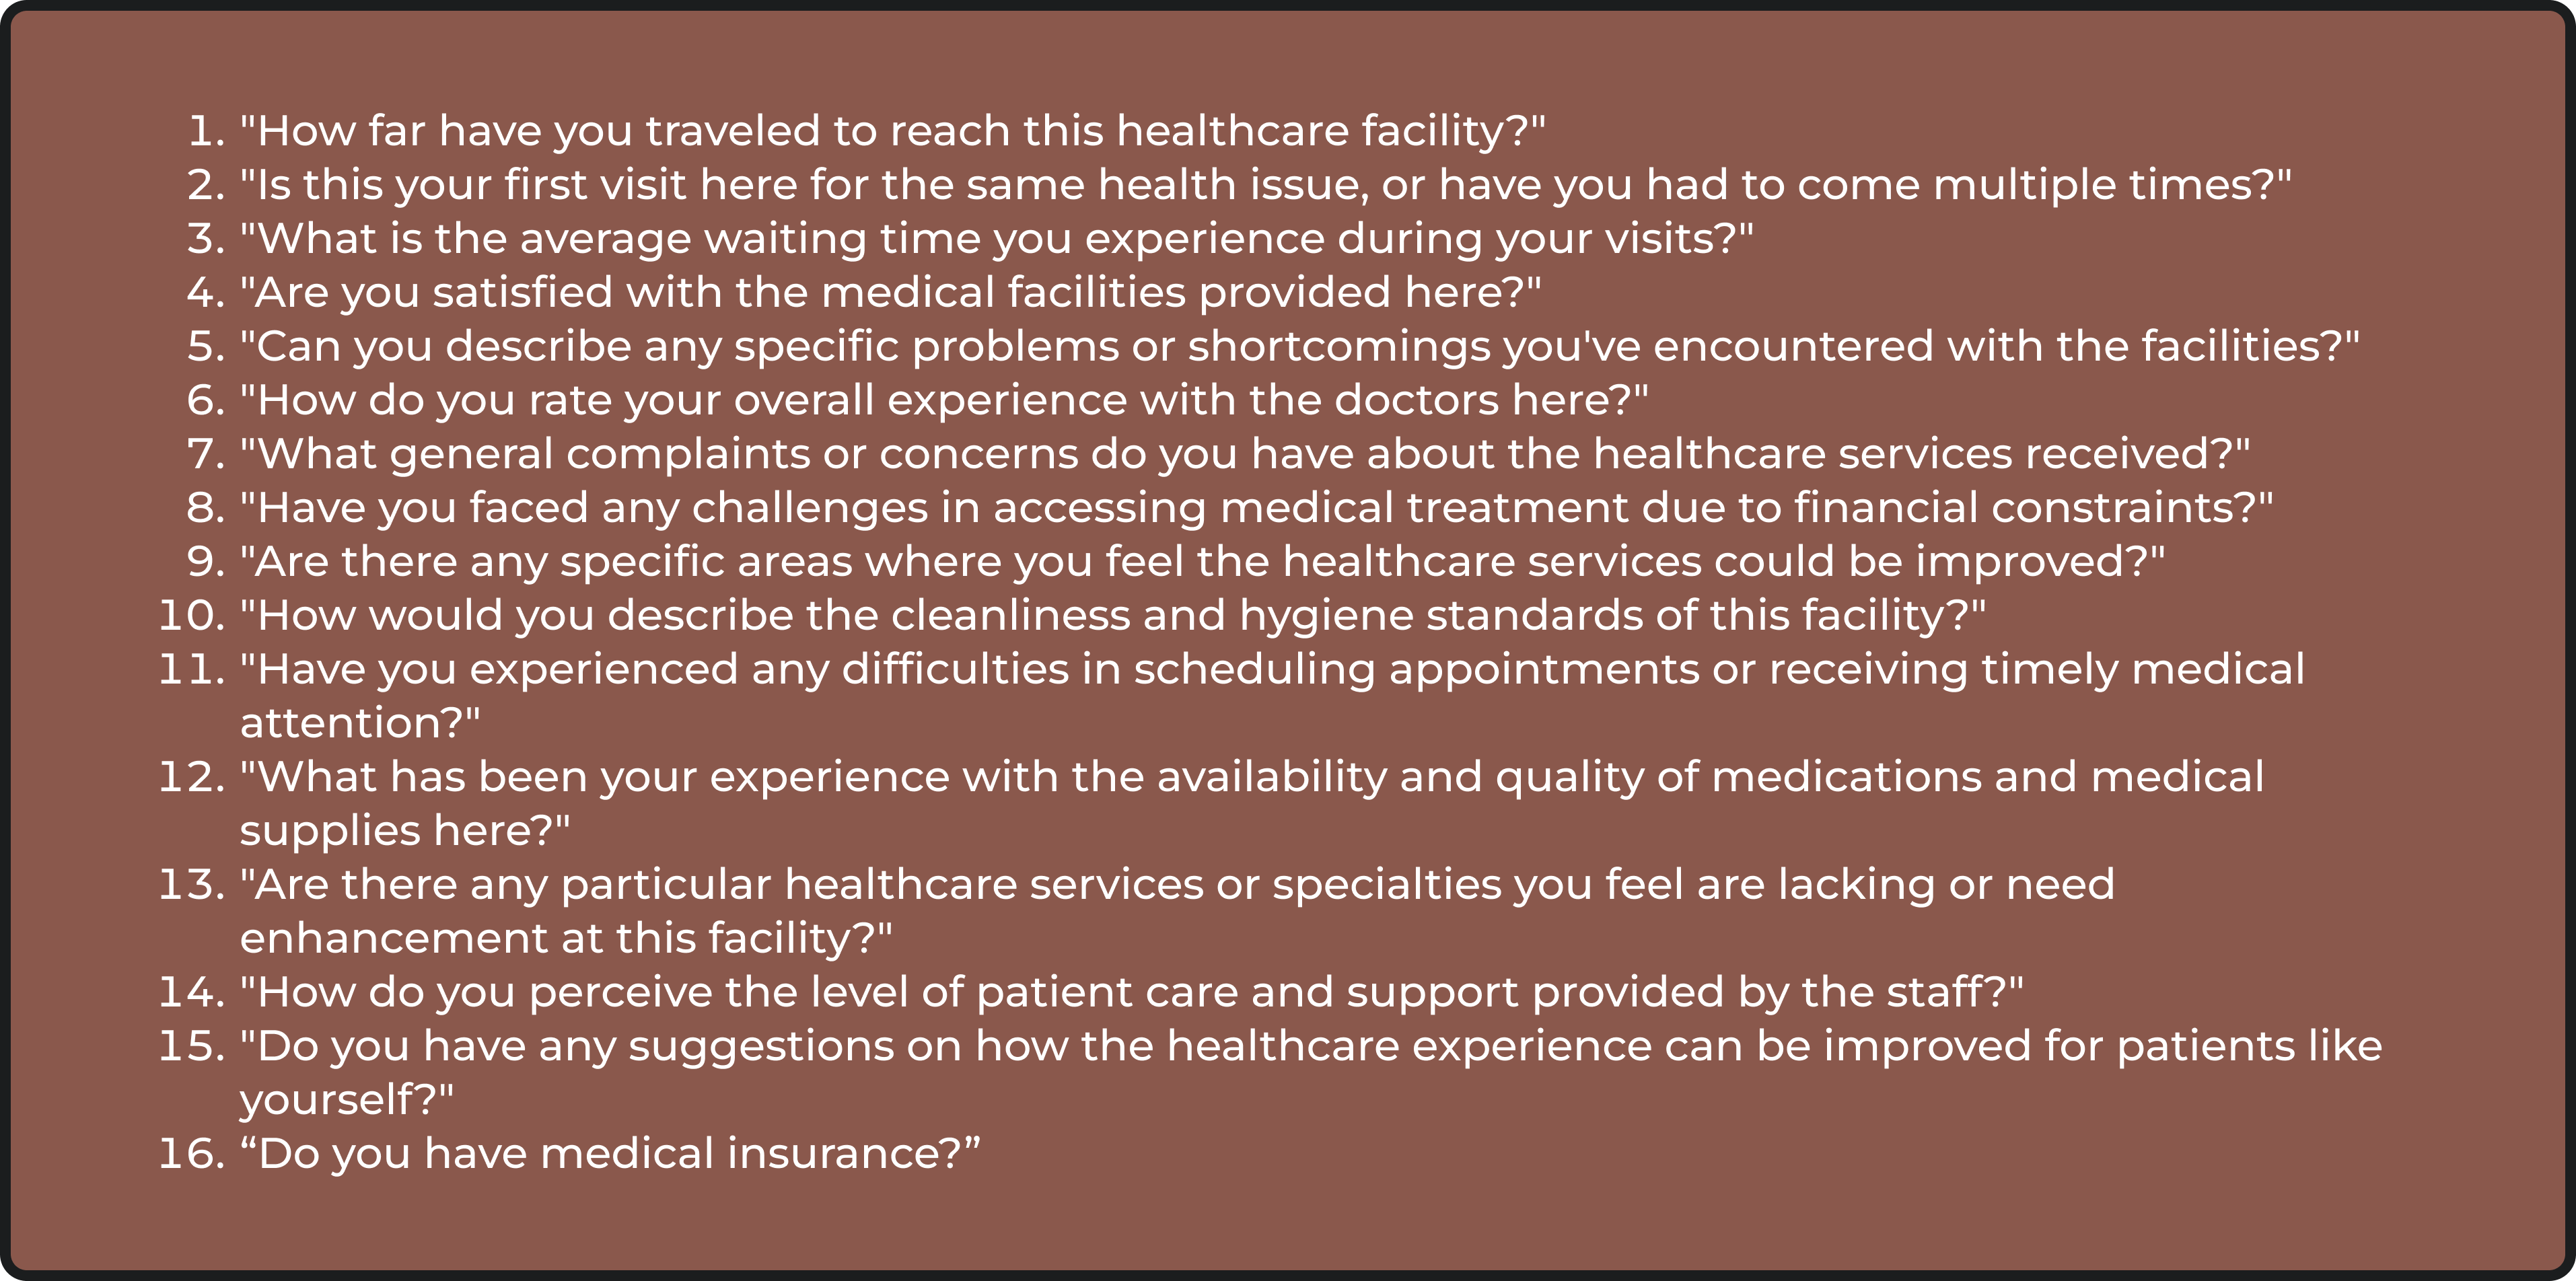 1. "How far have you traveled to reach this healthcare facility?"
2. "Is this your first visit here for the same health issue, or have you had to come multiple times?"
3. "What is the average waiting time you experience during your visits?"
4. "Are you satisfied with the medical facilities provided here?"
5. "Can you describe any specific problems or shortcomings you've encountered with the facilities?"
6. "How do you rate your overall experience with the doctors here?"
7. "What general complaints or concerns do you have about the healthcare services received?"
8. "Have you faced any challenges in accessing medical treatment due to financial constraints?"
9. "Are there any specific areas where you feel the healthcare services could be improved?"
10. "How would you describe the cleanliness and hygiene standards of this facility?"
11. "Have you experienced any difficulties in scheduling appointments or receiving timely medical
attention?"
12. "What has been your experience with the availability and quality of medications and medical
supplies here?"
13. "Are there any particular healthcare services or specialties you feel are lacking or need
enhancement at this facility?"
14. "How do you perceive the level of patient care and support provided by the staff?"
15. "Do you have any suggestions on how the healthcare experience can be improved for patients like
yourself?"
16. “Do you have medical insurance?”